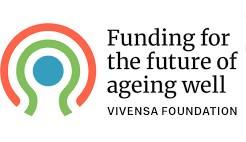 Funding for
the future of
ageing well
VIVENSA FOUNDATION